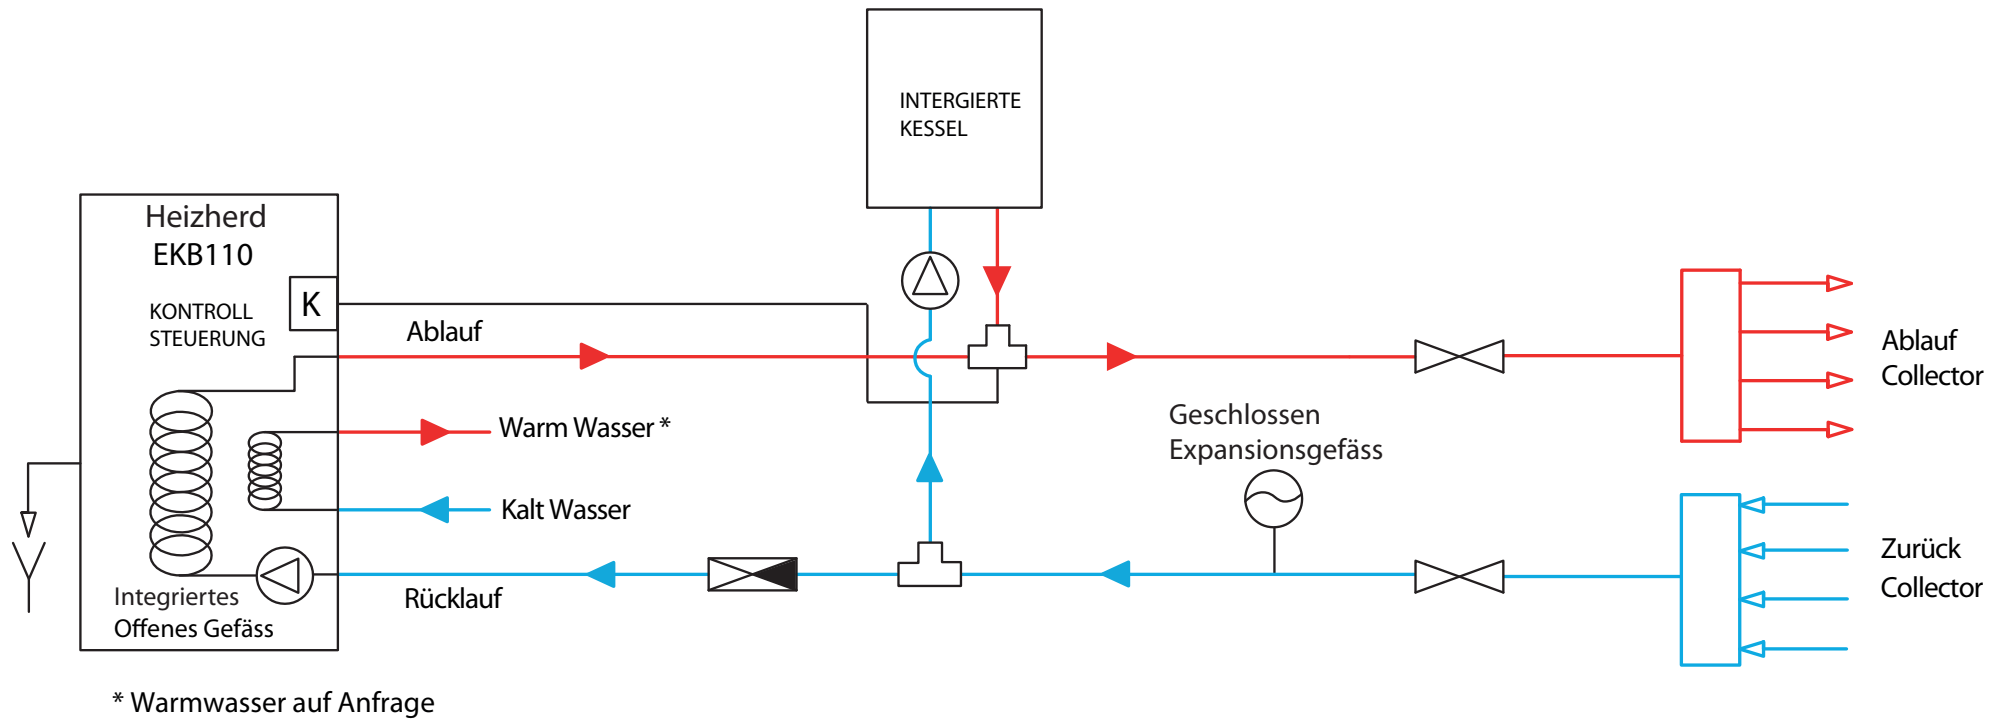 INTERGIERTE
KESSEL
Heizherd
EKB110
K
KONTROLL
STEUERUNG
Ablauf
Ablauf
Collector
Warm Wasser *
Geschlossen
Expansionsgefäss
Kalt Wasser
Zurück
Collector
Rücklauf
Integriertes
Offenes Gefäss
* Warmwasser auf Anfrage